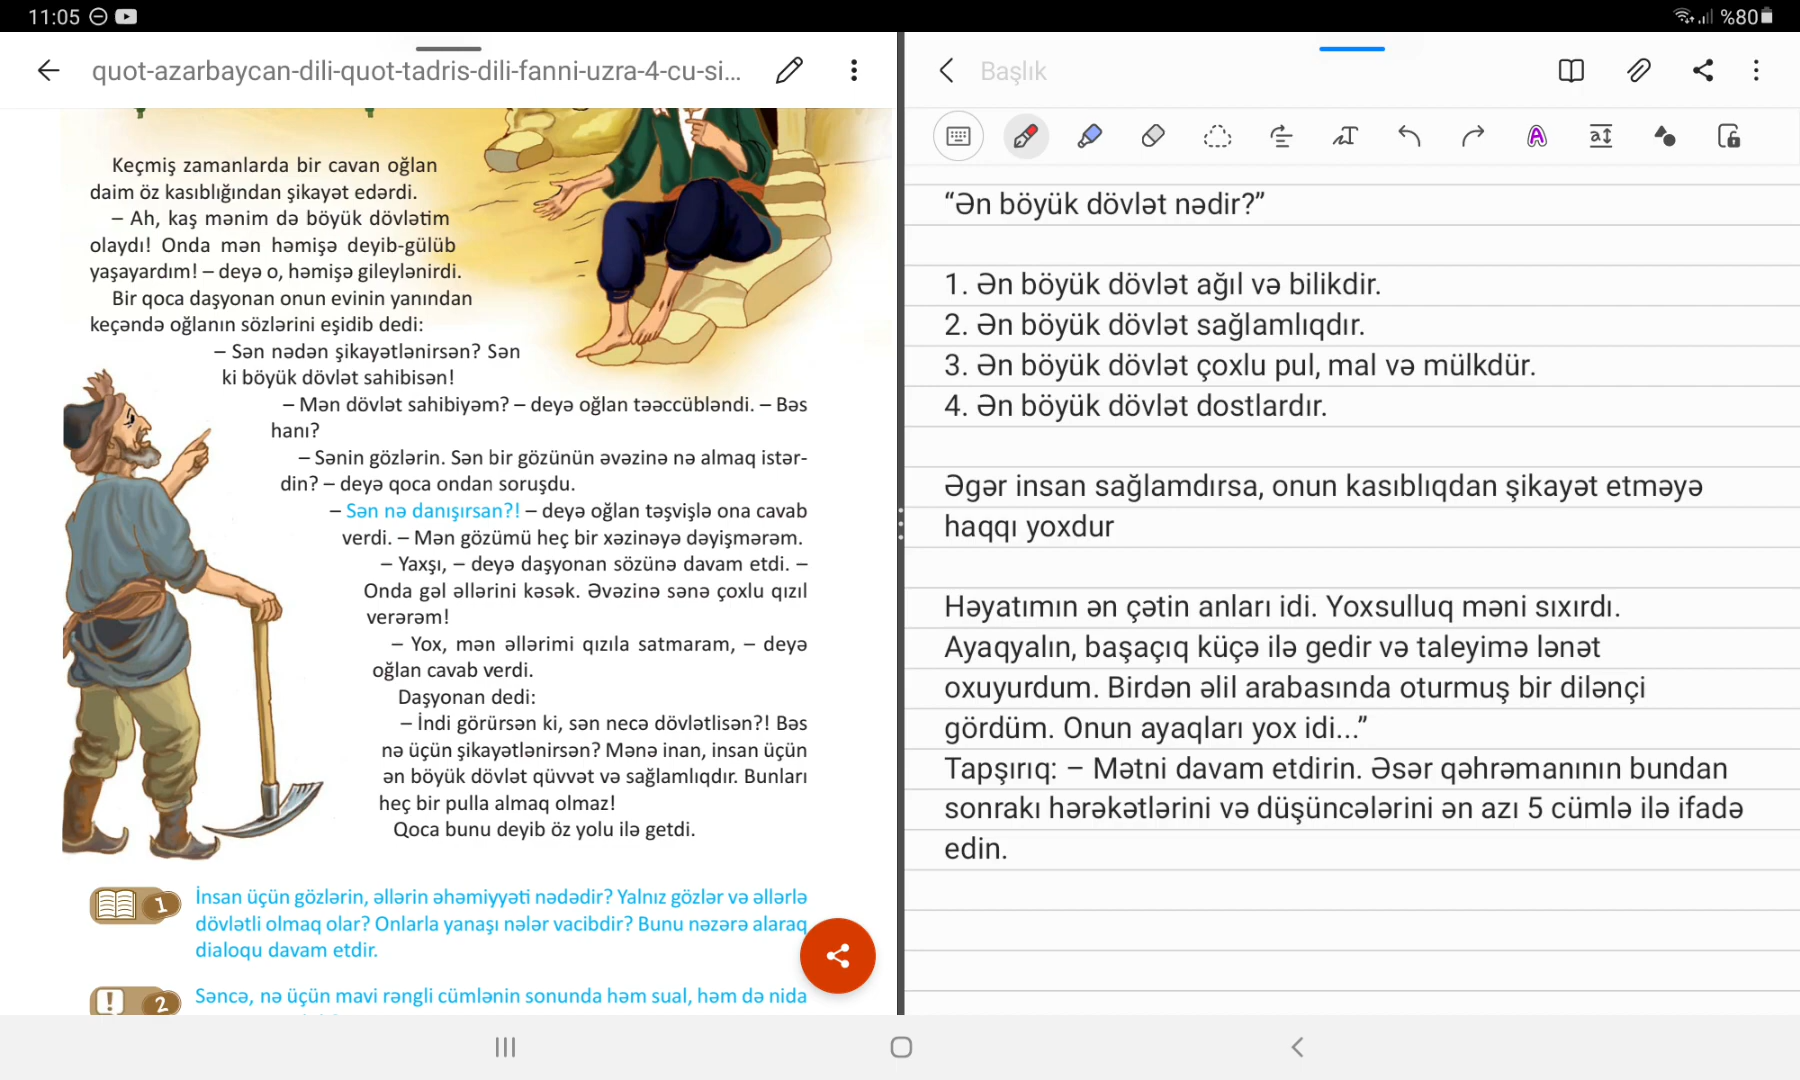 11:05
%80
quot-azarbaycan-dili-quot-tadris-dili-fanni-uzra-4-cu-si...
Keçmiş zamanlarda bir cavan oğlan
daim öz kasıblığından şikayət edərdi.
– Ah, kaş mənim də böyük dövlətim
olaydı! Onda mən həmişə deyib-gülüb
yaşayardım! – deyə o, həmişə gileylənirdi.
Bir qoca daşyonan onun evinin yanından
keçəndə oğlanın sözlərini eşidib dedi:
– Sən nədən şikayətlənirsən? Sən
ki böyük dövlət sahibisən!
– Mən dövlət sahibiyəm? – deyə oğlan təəccübləndi. – Bəs
hanı?
– Sənin gözlərin. Sən bir gözünün əvəzinə nə almaq istər-
din? – deyə qoca ondan soruşdu.
– Sən nə danışırsan?! – deyə oğlan təşvişlə ona cavab
verdi. – Mən gözümü heç bir xəzinəyə dəyişmərəm.
– Yaxşı, – deyə daşyonan sözünə davam etdi. –
Onda gəl əllərini kəsək. Əvəzinə sənə çoxlu qızıl
verərəm!
– Yox, mən əllərimi qızıla satmaram, – deyə
oğlan cavab verdi.
Daşyonan dedi:
– İndi görürsən ki, sən necə dövlətlisən?! Bəs
nə üçün şikayətlənirsən? Mənə inan, insan üçün
ən böyük dövlət qüvvət və sağlamlıqdır. Bunları
heç bir pulla almaq olmaz!
Qoca bunu deyib öz yolu ilə getdi.
1
İnsan üçün gözlərin, əllərin əhəmiyyəti nədədir? Yalnız gözlər və əllərlə
dövlətli olmaq olar? Onlarla yanaşı nələr vacibdir? Bunu nəzərə alaraq
dialoqu davam etdir.
! 2
Səncə, nə üçün mavi rəngli cümlənin sonunda həm sual, həm də nida
Başlık
“Ən böyük dövlət nədir?”
1. Ən böyük dövlət ağıl və bilikdir.
2. Ən böyük dövlət sağlamlıqdır.
3. Ən böyük dövlət çoxlu pul, mal və mülkdür.
4. Ən böyük dövlət dostlardır.
Əgər insan sağlamdırsa, onun kasıblıqdan şikayət etməyə
haqqı yoxdur
Həyatımın ən çətin anları idi. Yoxsulluq məni sıxırdı.
Ayaqyalın, başaçıq küçə ilə gedir və taleyimə lənət
oxuyurdum. Birdən əlil arabasında oturmuş bir dilənçi
gördüm. Onun ayaqları yox idi...”
Tapşırıq: – Mətni davam etdirin. Əsər qəhrəmanının bundan
sonrakı hərəkətlərini və düşüncələrini ən azı 5 cümlə ilə ifadə
edin.